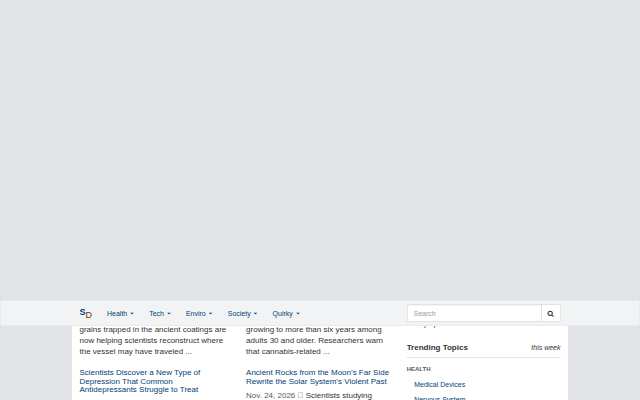 SD Health Tech Enviro Society Quirky Search
grains trapped in the ancient coatings are
now helping scientists reconstruct where
the vessel may have traveled ...
Scientists Discover a New Type of
Depression That Common
Antidepressants Struggle to Treat
growing to more than six years among
adults 30 and older. Researchers warn
that cannabis-related ...
Ancient Rocks from the Moon's Far Side
Rewrite the Solar System's Violent Past
Nov. 24, 2026 Scientists studying
Trending Topics this week
HEALTH
Medical Devices
Nervous System